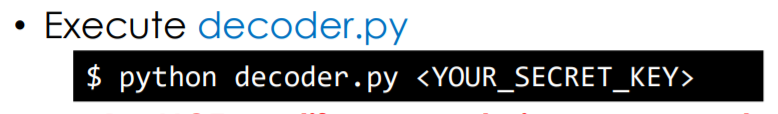 • Execute decoder.py
$ python decoder.py <YOUR_SECRET_KEY>